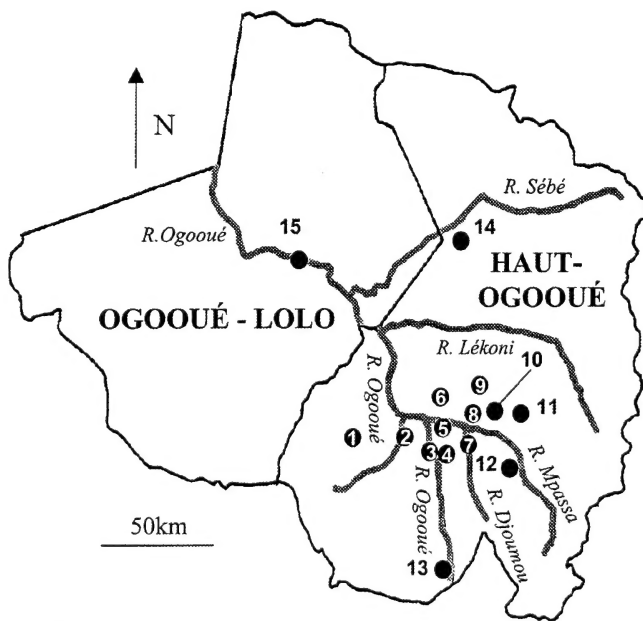 N
R. Sébé
R.Ogooué
15
14
HAUT-
OGOOUÉ
OGOOUÉ - LOLO
R. Lékoni
10
R. Ogooué
9
6
8
11
1
2
5
3
4
7
12
R. Mpassa
R. Ogooué
R. Djoumou
50km
13